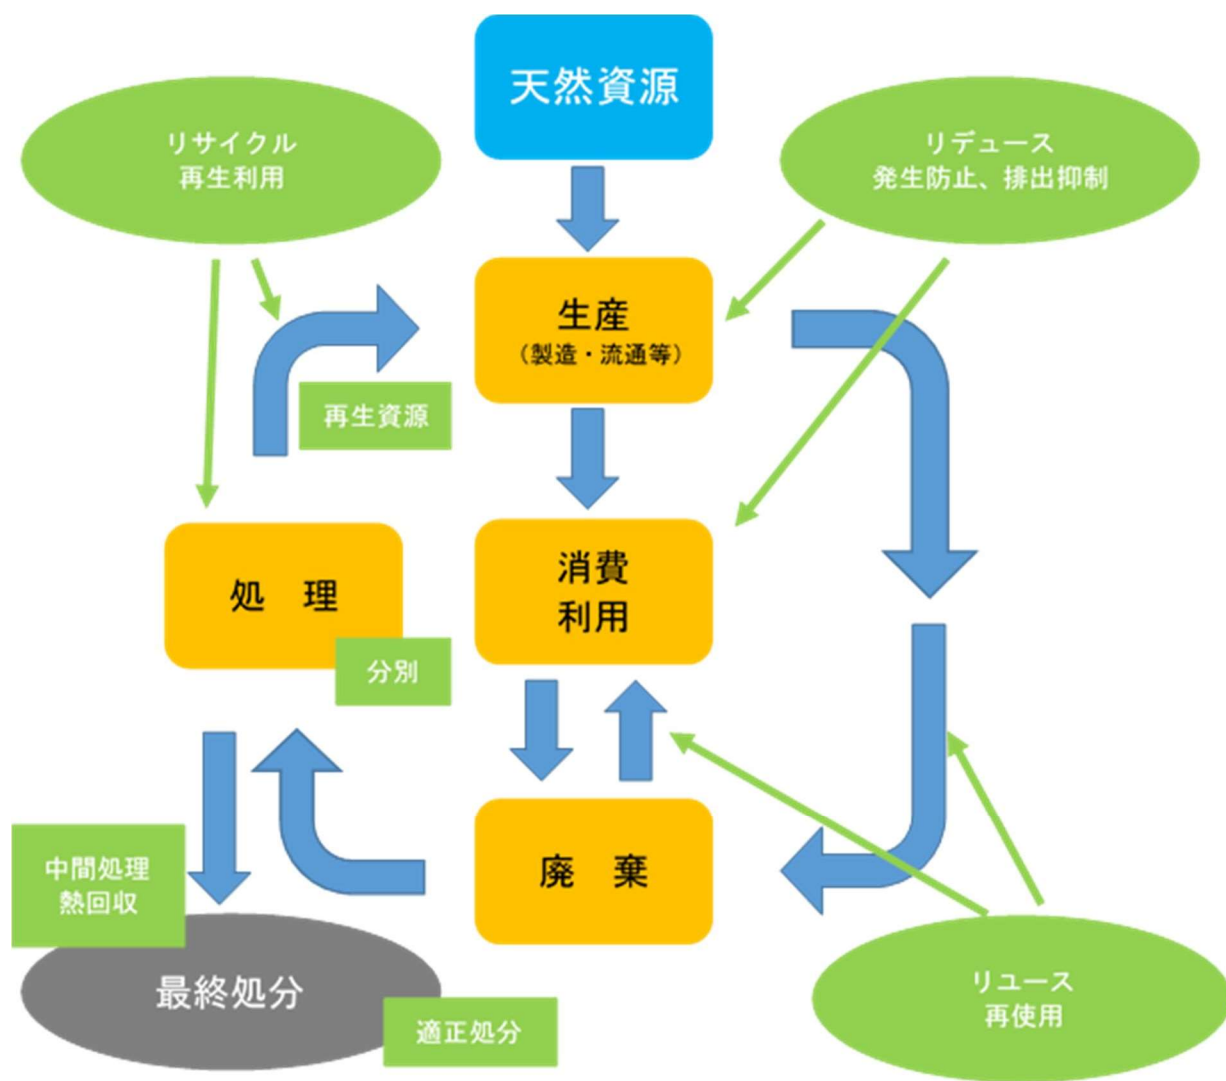 天然資源
リサイクル
再生利用
リデュース
発生防止、排出抑制
生産
（製造・流通等）
再生資源
処　理
分別
消費
利用
中間処理
熱回収
廃　棄
最終処分
適正処分
リユース
再使用